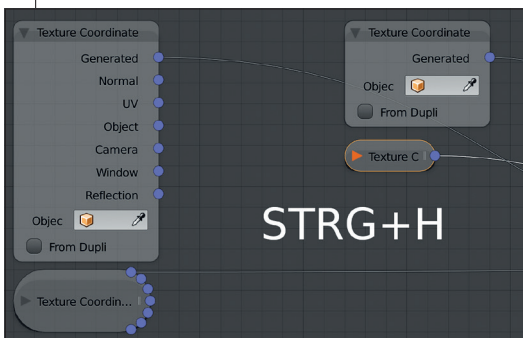 Texture Coordinate
Generated
Normal
UV
Object
Camera
Window
Reflection
Objec
From Dupli
Texture Coordin...
Texture Coordinate
Generated
Objec
From Dupli
Texture C
STRG+H